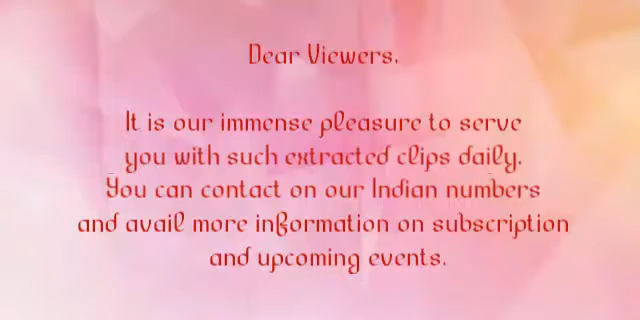 Dear Viewers,
It is our immense pleasure to serve
you with such extracted clips daily.
You can contact on our Indian numbers
and avail more information on subscription
and upcoming events.